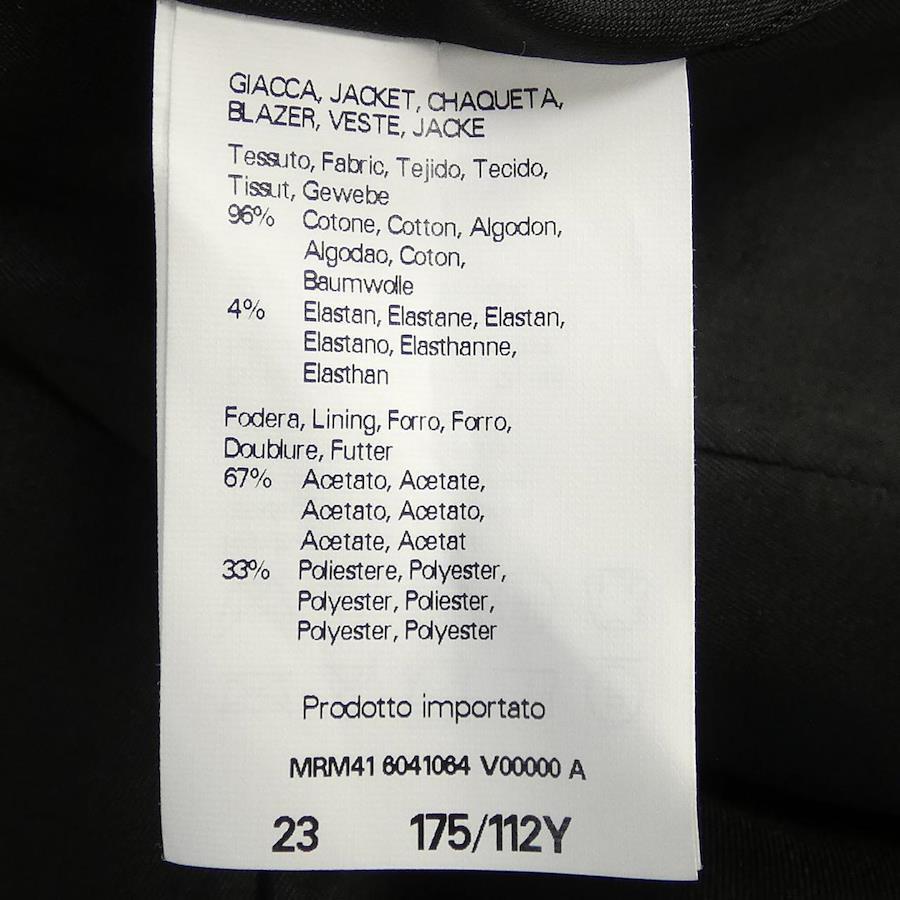 GIACCA, JACKET, CHAQUETA,
BLAZER, VESTE, JACKE
Tessuto, Fabric, Tejido, Tecido,
Tissut, Gewebe
96% Cotone, Cotton, Algodon,
Algodao, Coton,
Baumwolle
4% Elastan, Elastane, Elastan,
Elastano, Elasthanne,
Elasthan
Fodera, Lining, Forro, Forro,
Doublure, Futter
67% Acetato, Acetate,
Acetato, Acetato,
Acetate, Acetat
33% Poliestere, Polyester,
Polyester, Poliester,
Polyester, Polyester
Prodotto importato
MRM41 6041064 V00000 A
23 175/112Y